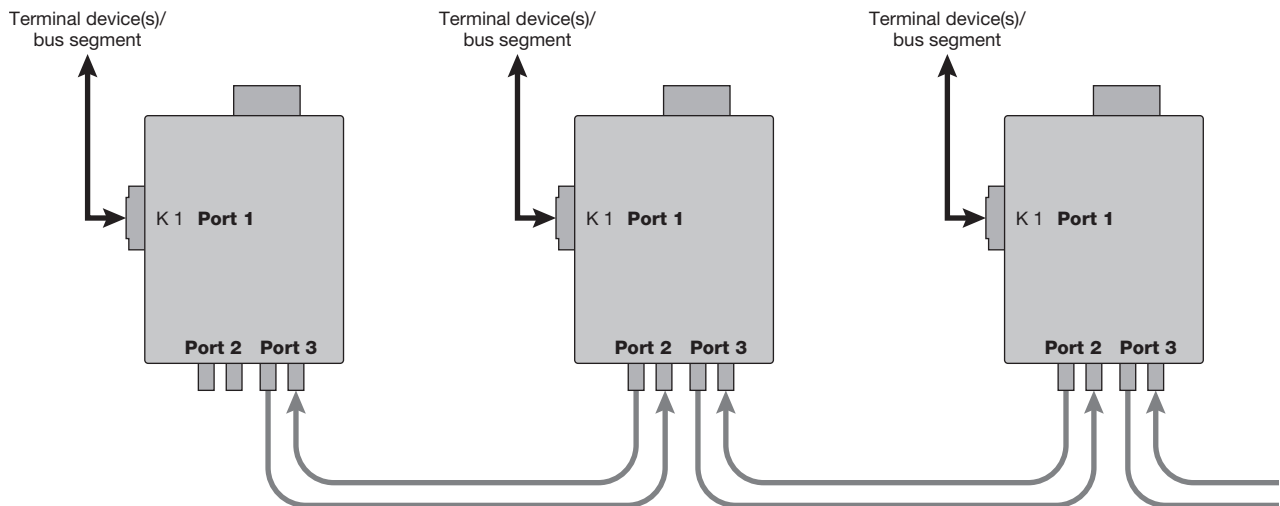 Terminal device(s)/
bus segment
Terminal device(s)/
bus segment
Terminal device(s)/
bus segment
K 1 Port 1
K 1 Port 1
K 1 Port 1
Port 2 Port 3
Port 2 Port 3
Port 2 Port 3